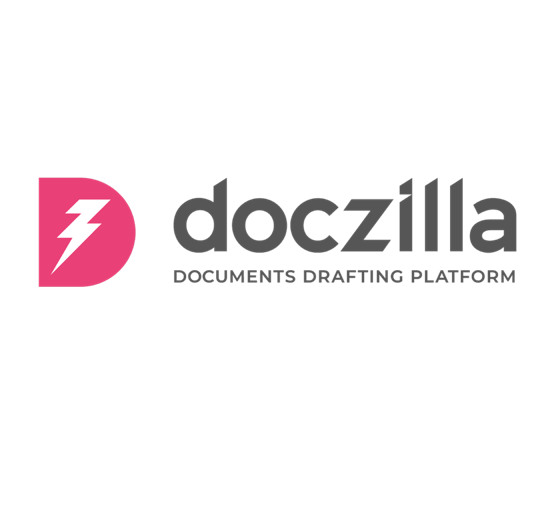 doczilla
DOCUMENTS DRAFTING PLATFORM